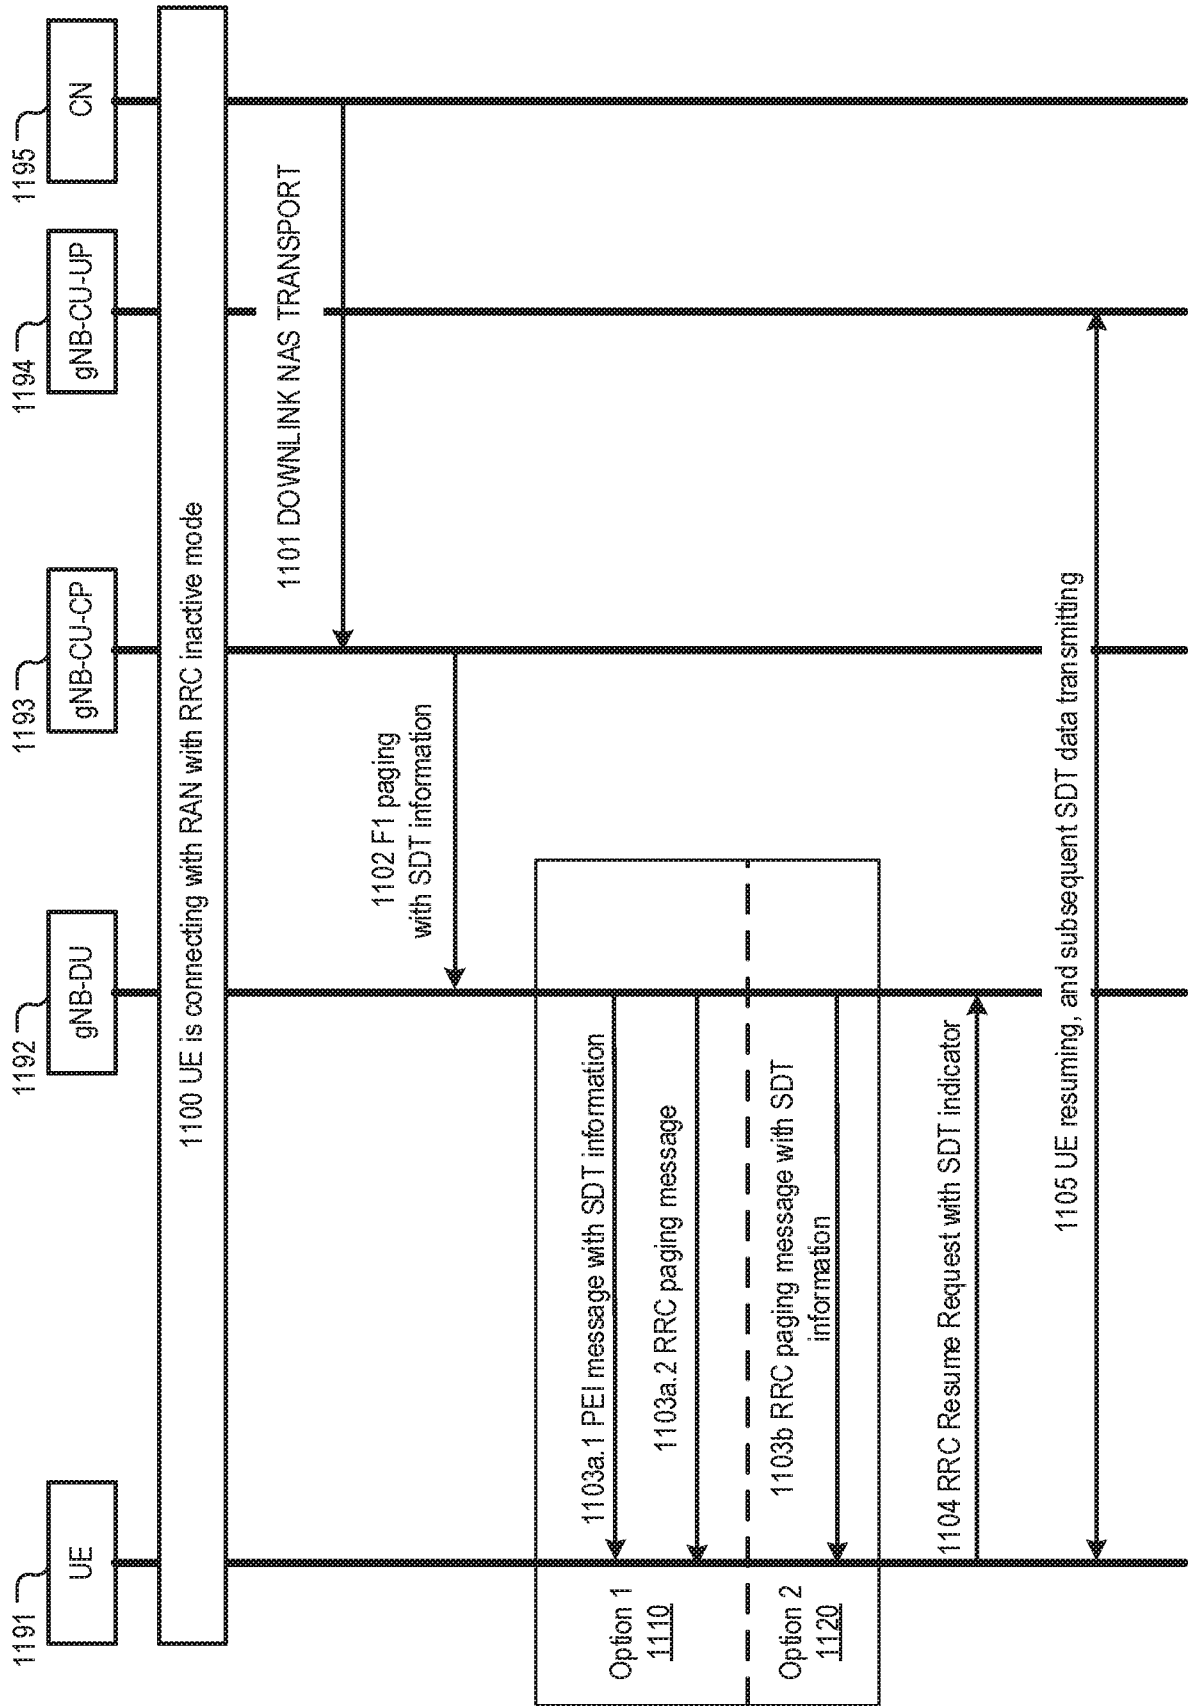 1191
1192
1193
1194
1195
UE
gNB-DU
gNB-CU-CP
gNB-CU-UP
CN
1100 UE is connecting with RAN with RRC inactive mode
1101 DOWNLINK NAS TRANSPORT
1102 F1 paging
with SDT information
Option 1
1110
1103a.1 PEI message with SDT information
1103a.2 RRC paging message
Option 2
1120
1103b RRC paging message with SDT
information
1104 RRC Resume Request with SDT indicator
1105 UE resuming, and subsequent SDT data transmitting